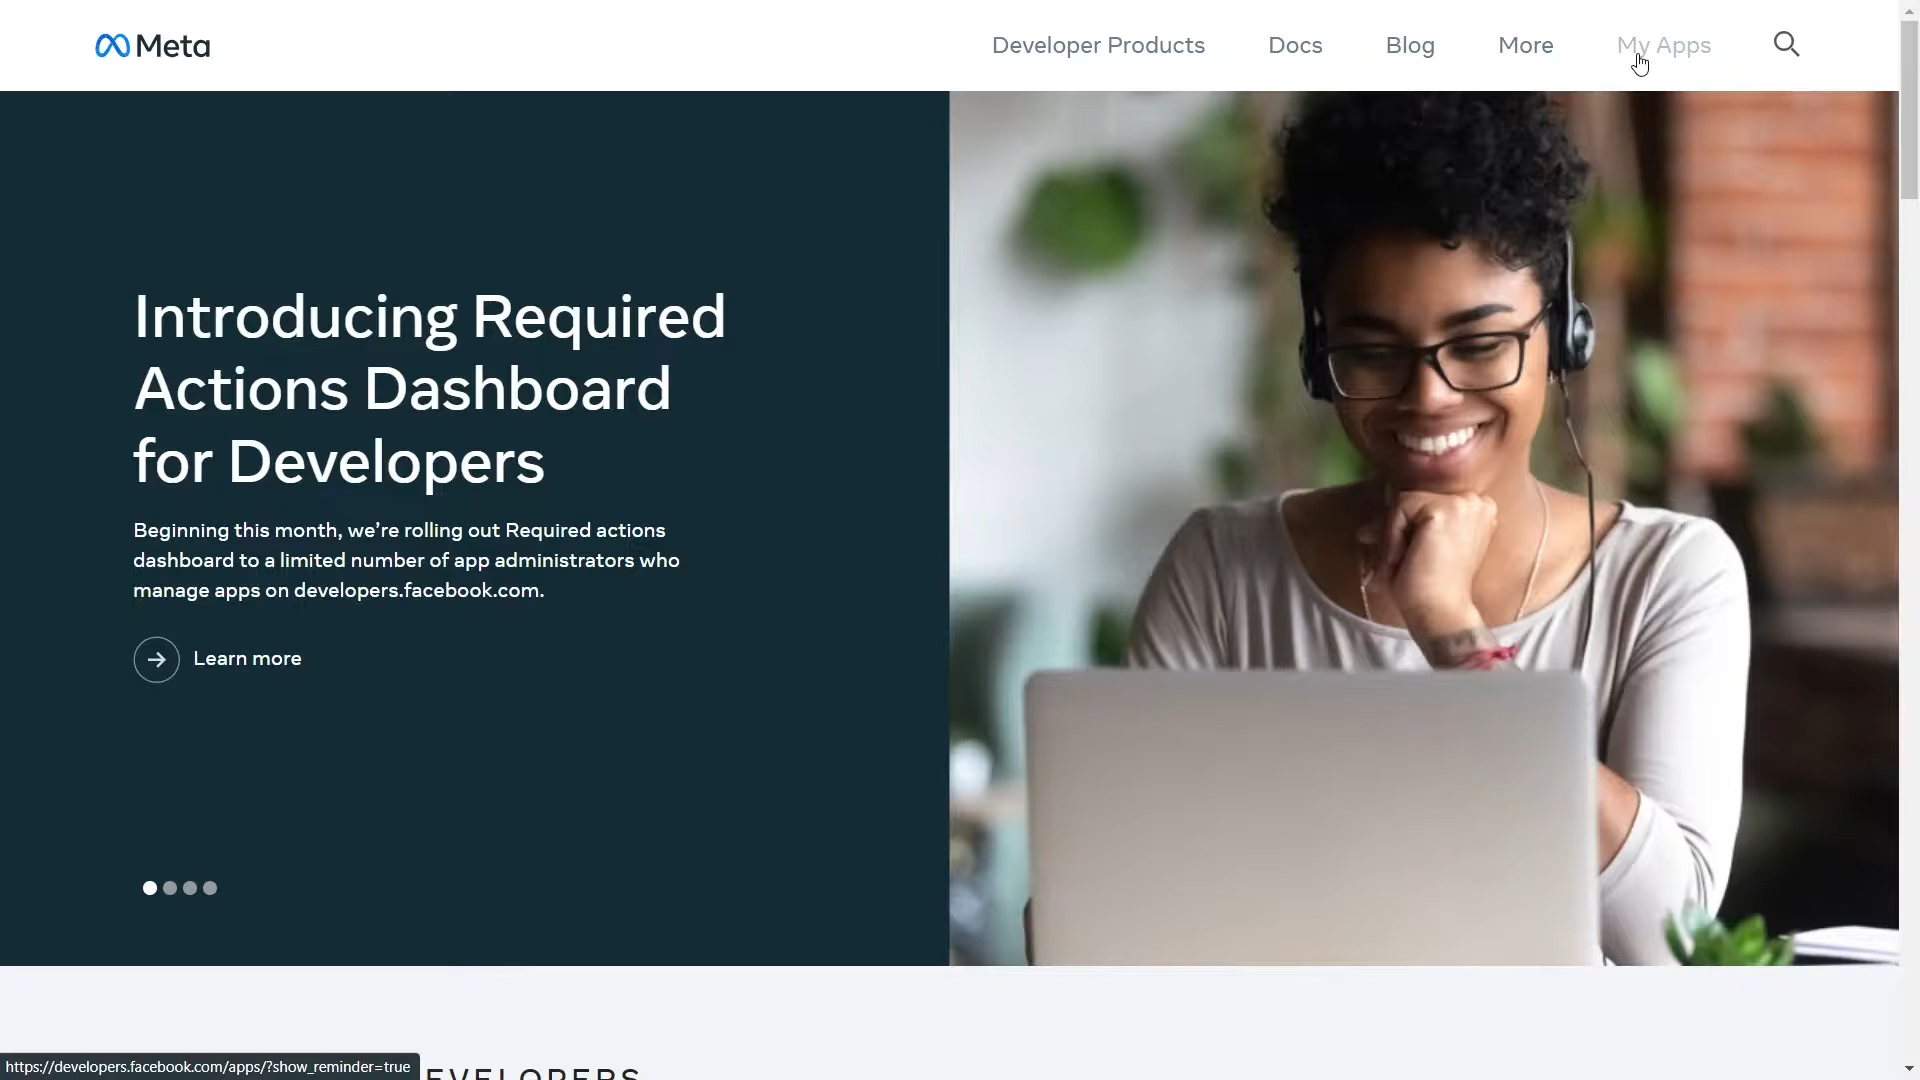 Meta
Developer Products
Docs
Blog
More
My Apps
Introducing Required
Actions Dashboard
for Developers
Beginning this month, we’re rolling out Required actions
dashboard to a limited number of app administrators who
manage apps on developers.facebook.com.
Learn more
EVELOPERS
https://developers.facebook.com/apps/?show_reminder=true